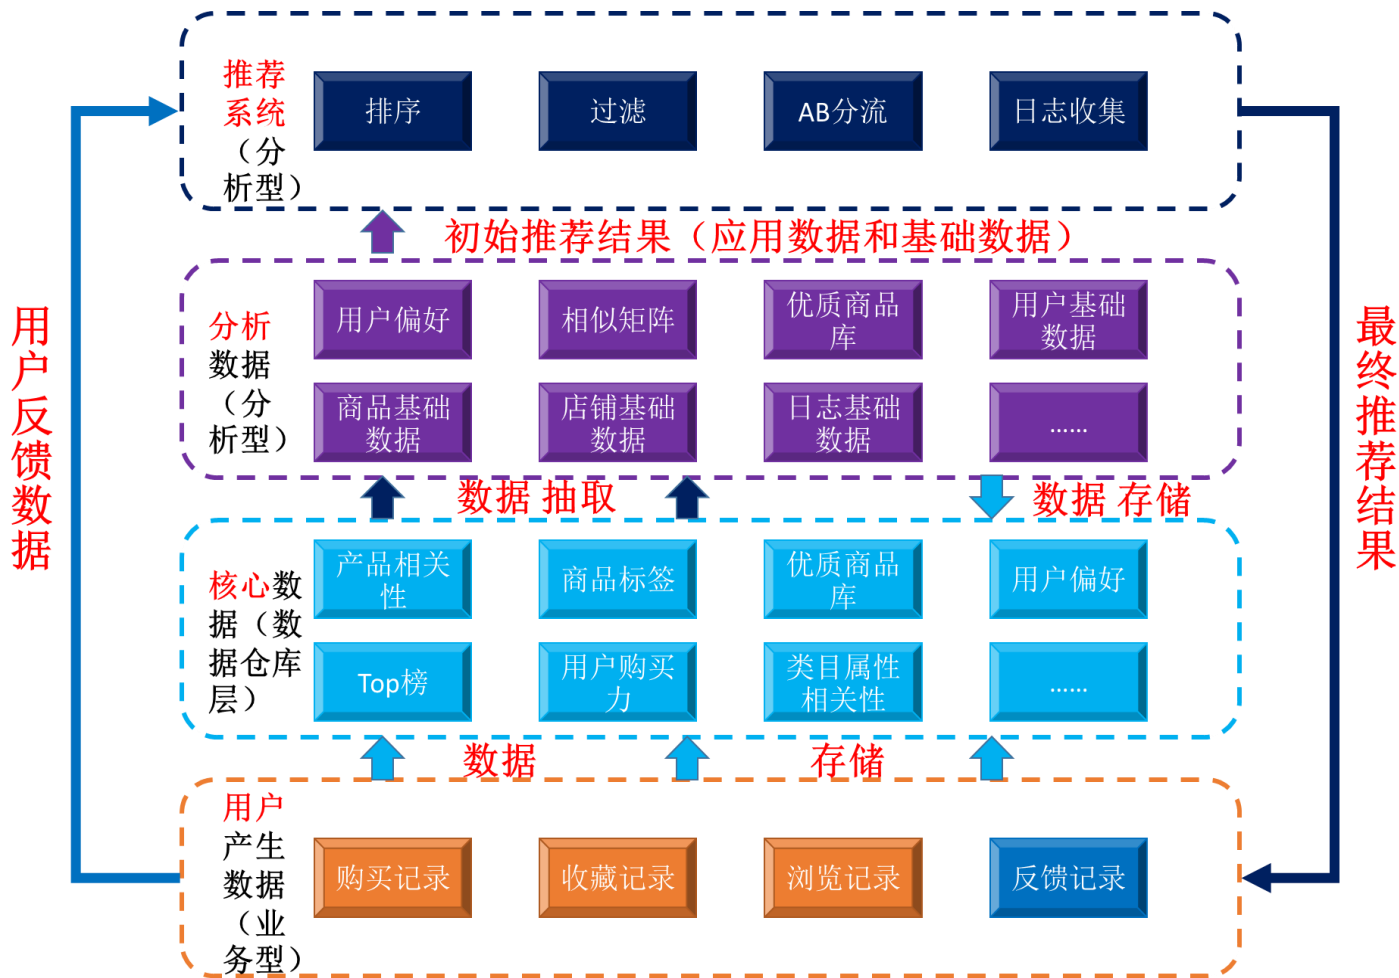 推荐
系统
（分
析型）
排序
过滤
AB分流
日志收集
初始推荐结果（应用数据和基础数据）
分析
数据
（分
析型）
用户偏好
相似矩阵
优质商品
库
用户基础
数据
商品基础
数据
店铺基础
数据
日志基础
数据
……
数据 抽取
数据 存储
核心数
据（数
据仓库
层）
产品相关
性
商品标签
优质商品
库
用户偏好
Top榜
用户购买
力
类目属性
相关性
……
数据
存储
用户
产生
数据
（业
务型）
购买记录
收藏记录
浏览记录
反馈记录
用户反馈数据
最终推荐结果